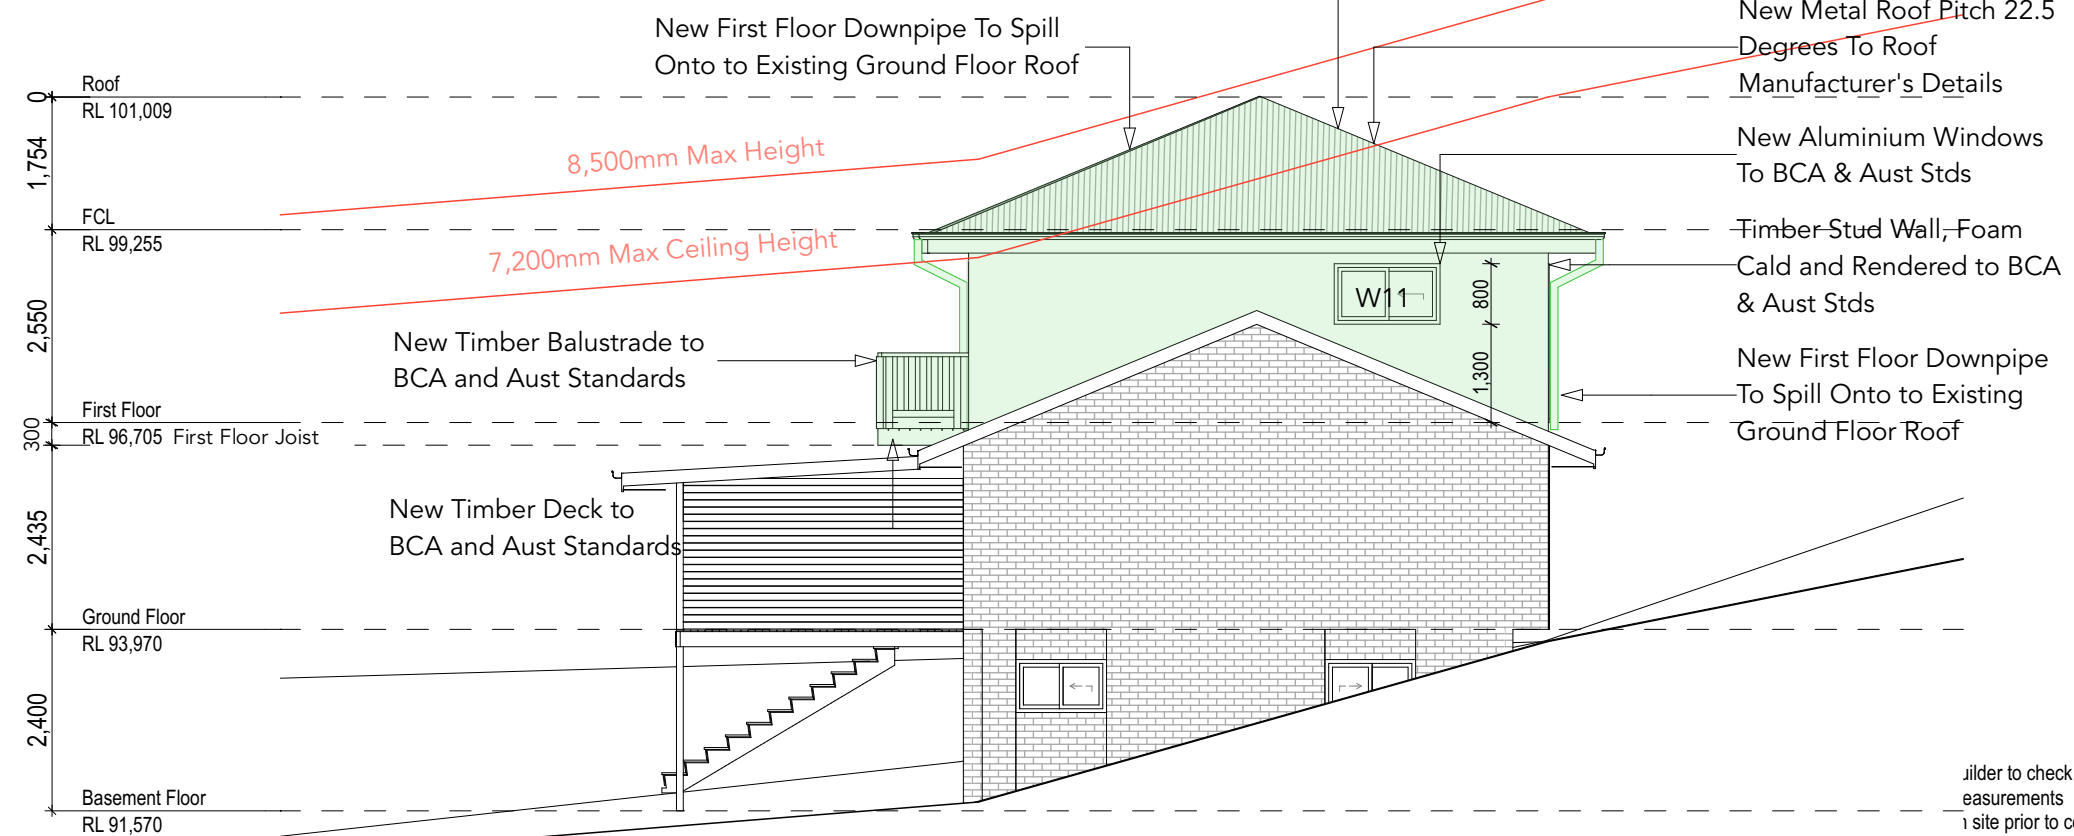 New First Floor Downpipe To Spill
Onto to Existing Ground Floor Roof
New Metal Roof Pitch 22.5
Degrees To Roof
Manufacturer's Details
New Aluminium Windows
To BCA & Aust Stds
Timber Stud Wall, Foam
Cald and Rendered to BCA
& Aust Stds
New First Floor Downpipe
To Spill Onto to Existing
Ground Floor Roof
0
Roof
RL 101,009
1,754
8,500mm Max Height
FCL
RL 99,255
7,200mm Max Ceiling Height
2,550
W11
800
1,300
New Timber Balustrade to
BCA and Aust Standards
First Floor
RL 96,705 First Floor Joist
300
New Timber Deck to
BCA and Aust Standards
2,435
Ground Floor
RL 93,970
2,400
Basement Floor
RL 91,570
to check
site prior to